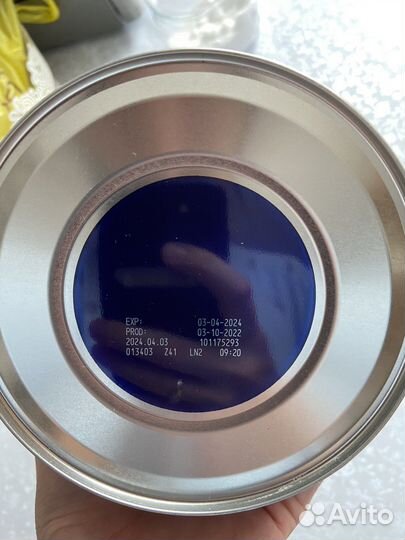 EXP: 03-04-2024
PROD: 03-10-2022
2024.04.03 101175293
013403 Z41 LN2 09:20
Avito